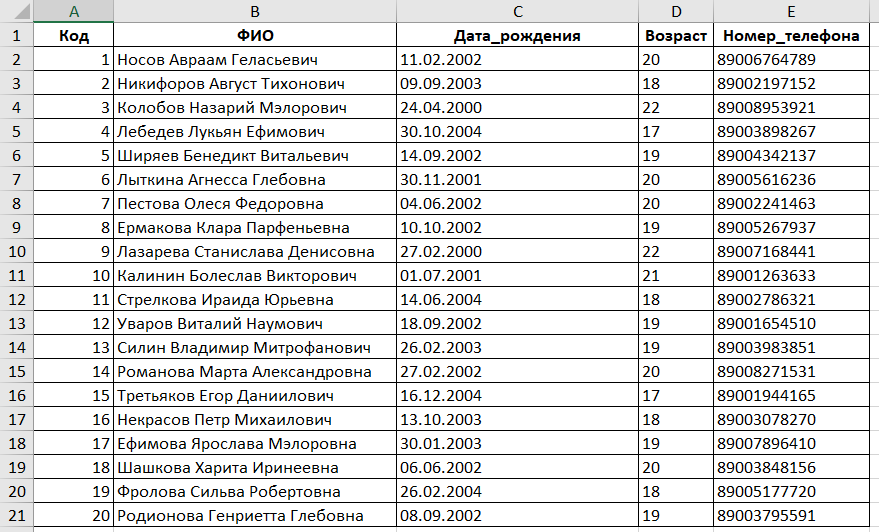 A B C D E
1 Код ФИО Дата_рождения Возраст Номер_телефона
2 1 Носов Авраам Геласьевич 11.02.2002 20 89006764789
3 2 Никифоров Август Тихонович 09.09.2003 18 89002197152
4 3 Колобов Назарий Мэлорович 24.04.2000 22 89008953921
5 4 Лебедев Лукьян Ефимович 30.10.2004 17 89003898267
6 5 Ширяев Бенедикт Витальевич 14.09.2002 19 89004342137
7 6 Лыткина Агнесса Глебовна 30.11.2001 20 89005616236
8 7 Пестова Олеся Федоровна 04.06.2002 20 89002241463
9 8 Ермакова Клара Парфеньевна 10.10.2002 19 89005267937
10 9 Лазарева Станислава Денисовна 27.02.2000 22 89007168441
11 10 Калинин Болеслав Викторович 01.07.2001 21 89001263633
12 11 Стрелкова Ираида Юрьевна 14.06.2004 18 89002786321
13 12 Уваров Виталий Наумович 18.09.2002 19 89001654510
14 13 Силин Владимир Митрофанович 26.02.2003 19 89003983851
15 14 Романова Марта Александровна 27.02.2002 20 89008271531
16 15 Третьяков Егор Даниилович 16.12.2004 17 89001944165
17 16 Некрасов Петр Михаилович 13.10.2003 18 89003078270
18 17 Ефимова Ярослава Мэлоровна 30.01.2003 19 89007896410
19 18 Шашкова Харита Иринеевна 06.06.2002 20 89003848156
20 19 Фролова Сильва Робертовна 26.02.2004 18 89005177720
21 20 Родионова Генриетта Глебовна 08.09.2002 19 89003795591